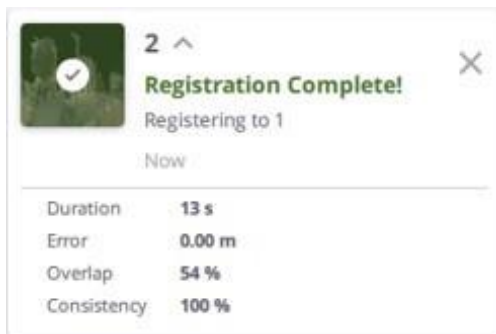 2
Registration Complete!
Registering to 1
Now
Duration 13 s
Error 0.00 m
Overlap 54 %
Consistency 100 %